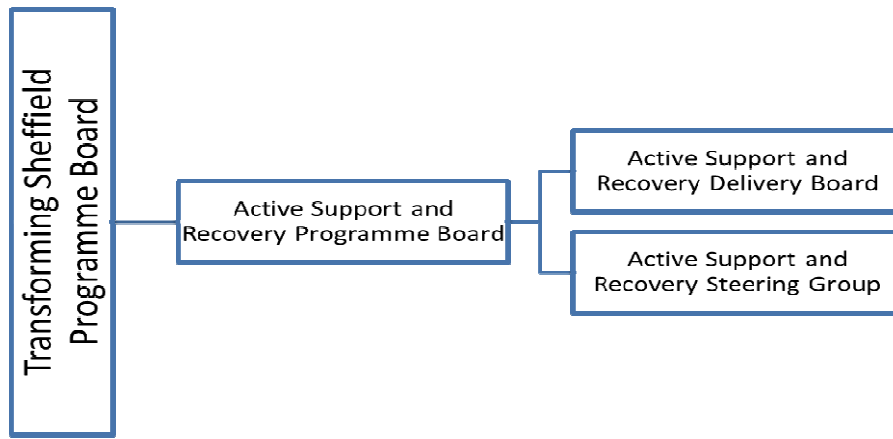 Transforming Sheffield
Programme Board
Active Support and
Recovery Programme Board
Active Support and
Recovery Delivery Board
Active Support and
Recovery Steering Group